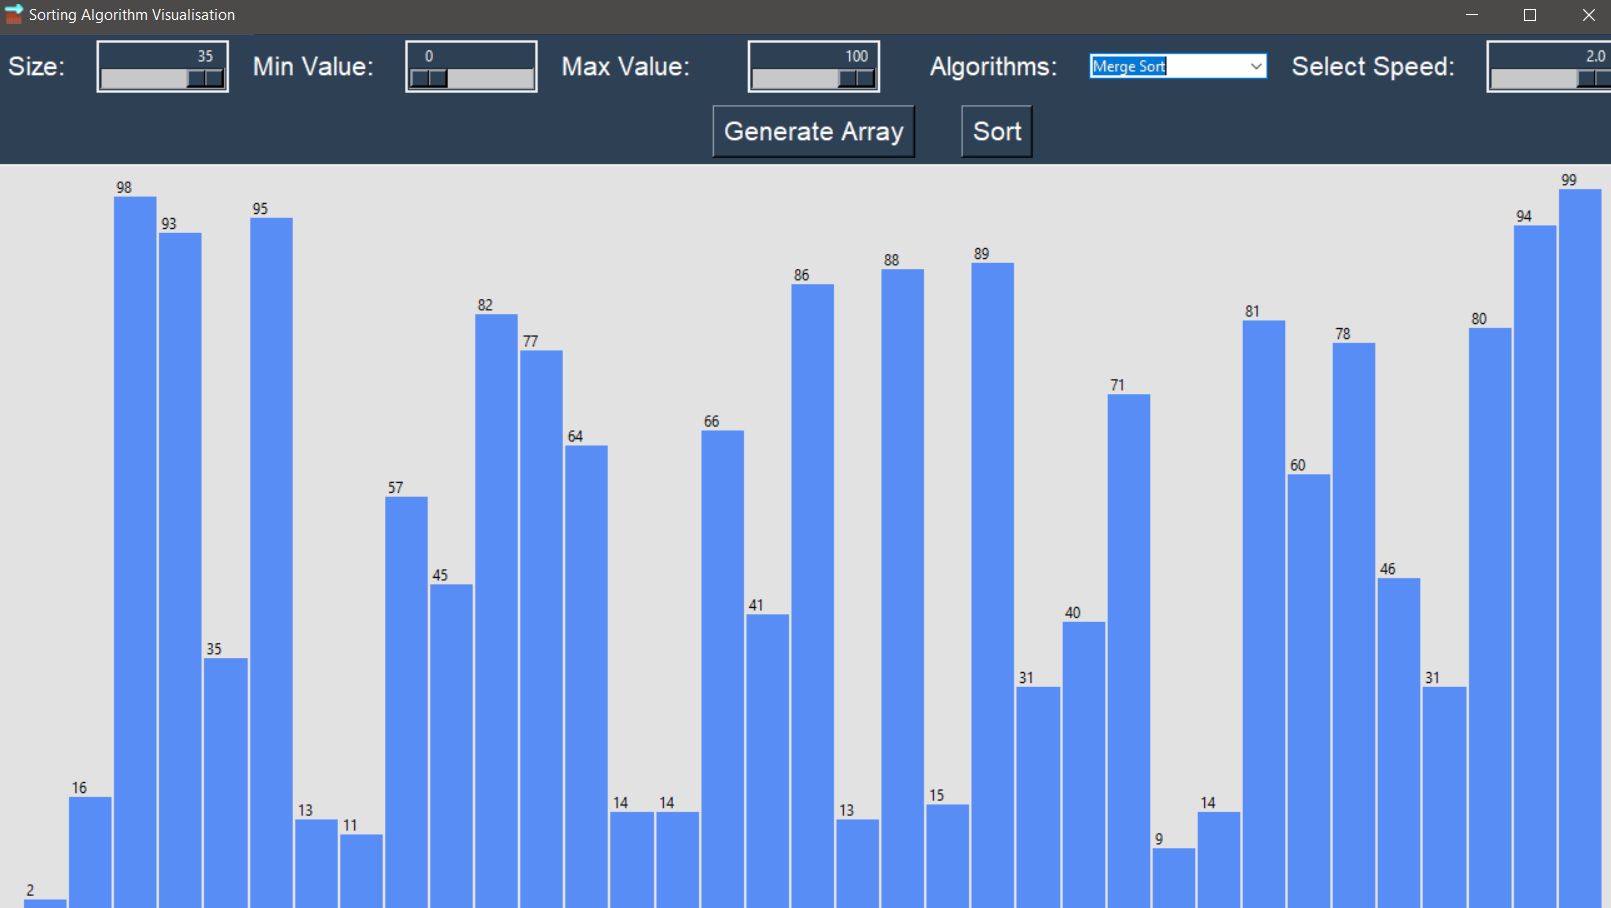 Sorting Algorithm Visualisation
Size: 35 Min Value: 0 Max Value: 100 Algorithms: Merge Sort Select Speed: 2.0
Generate Array Sort
2 16 98 93 35 95 13 11 57 45 82 77 64 14 14 66 41 86 13 88 15 89 31 40 71 9 14 81 60 78 46 31 80 94 99